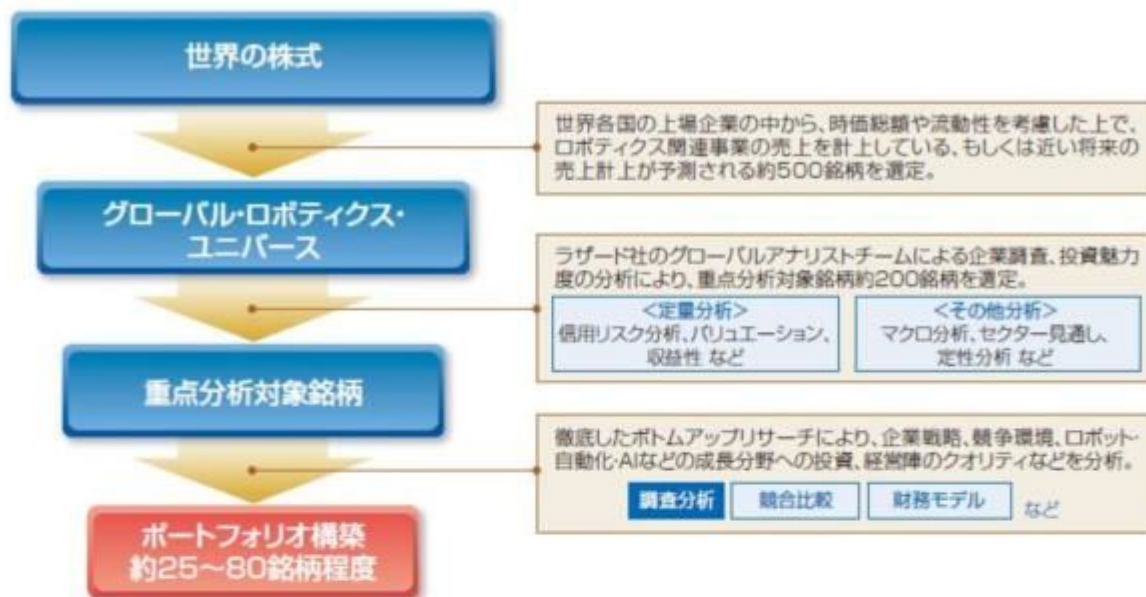 世界の株式
世界各国の上場企業の中から、時価総額や流動性を考慮した上で、
ロボティクス関連事業の売上を計上している、もしくは近い将来の
売上計上が予測される約500銘柄を選定。
グローバル・ロボティクス・
ユニバース
ラザード社のグローバルアナリストチームによる企業調査、投資魅力
度の分析により、重点分析対象銘柄約200銘柄を選定。
<定量分析>
信用リスク分析、バリュエーション、
収益性 など
<その他分析>
マクロ分析、セクター見通し、
定性分析 など
重点分析対象銘柄
徹底したボトムアップリサーチにより、企業戦略、競争環境、ロボット・
自動化・AIなどの成長分野への投資、経営陣のクオリティなどを分析。
調査分析
競合比較
財務モデル
など
ポートフォリオ構築
約25～80銘柄程度